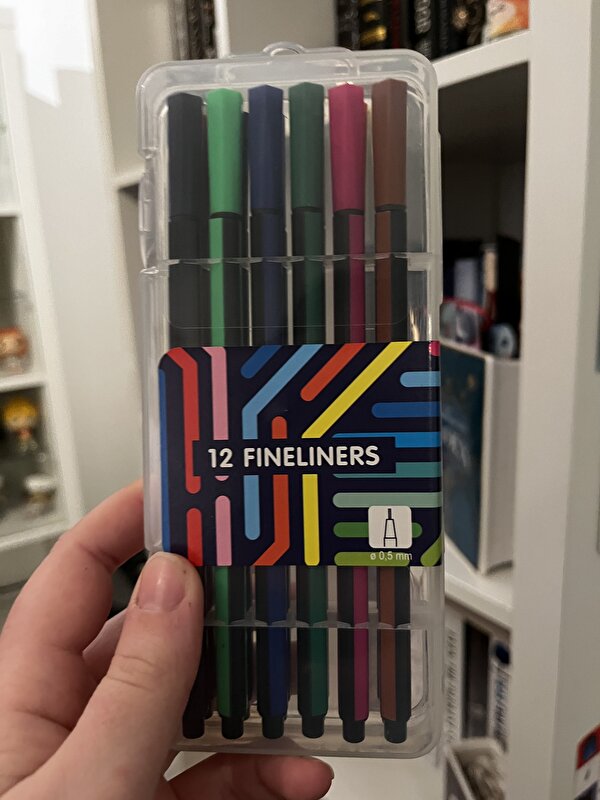 12 FINELINERS
ø 0,5 mm